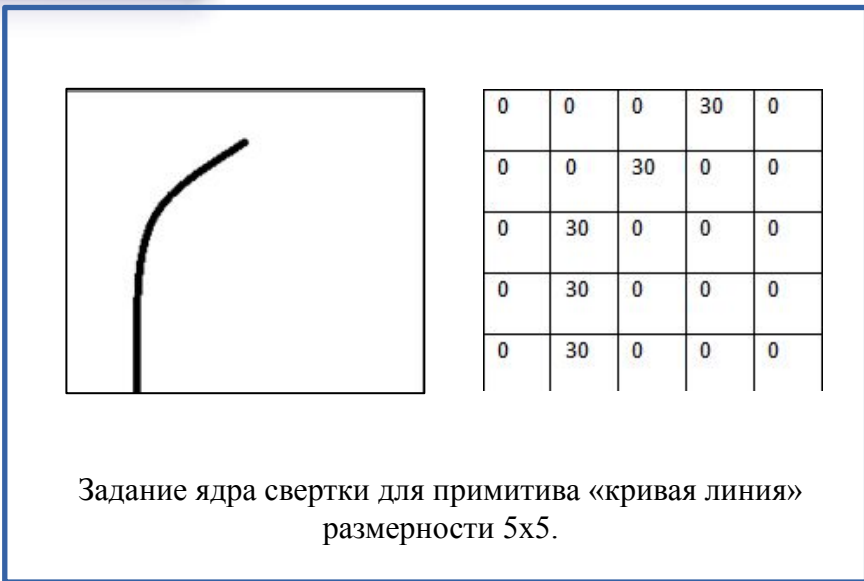 0 0 0 30 0
0 0 30 0 0
0 30 0 0 0
0 30 0 0 0
0 30 0 0 0
Задание ядра свертки для примитива «кривая линия»
размерности 5x5.